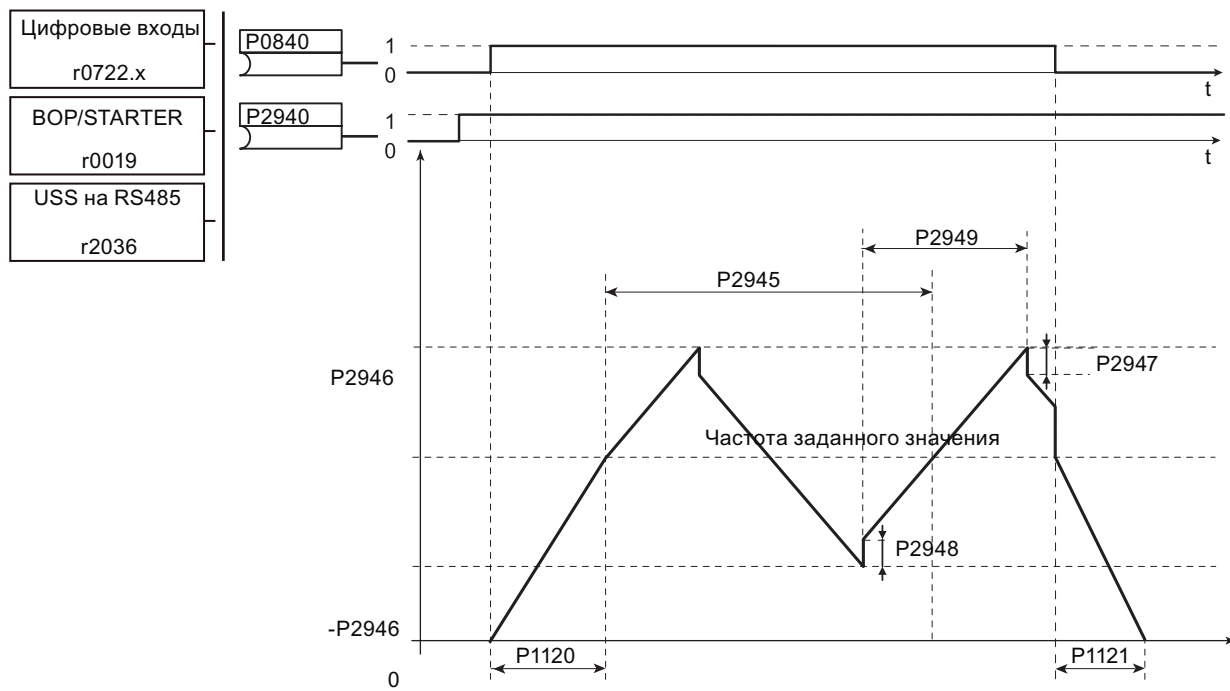 Цифровые входы
r0722.x
P0840
1
0
t
BOP/STARTER
r0019
P2940
1
0
t
USS на RS485
r2036
P2949
P2945
P2946
P2947
Частота заданного значения
P2948
-P2946
0
P1120
P1121